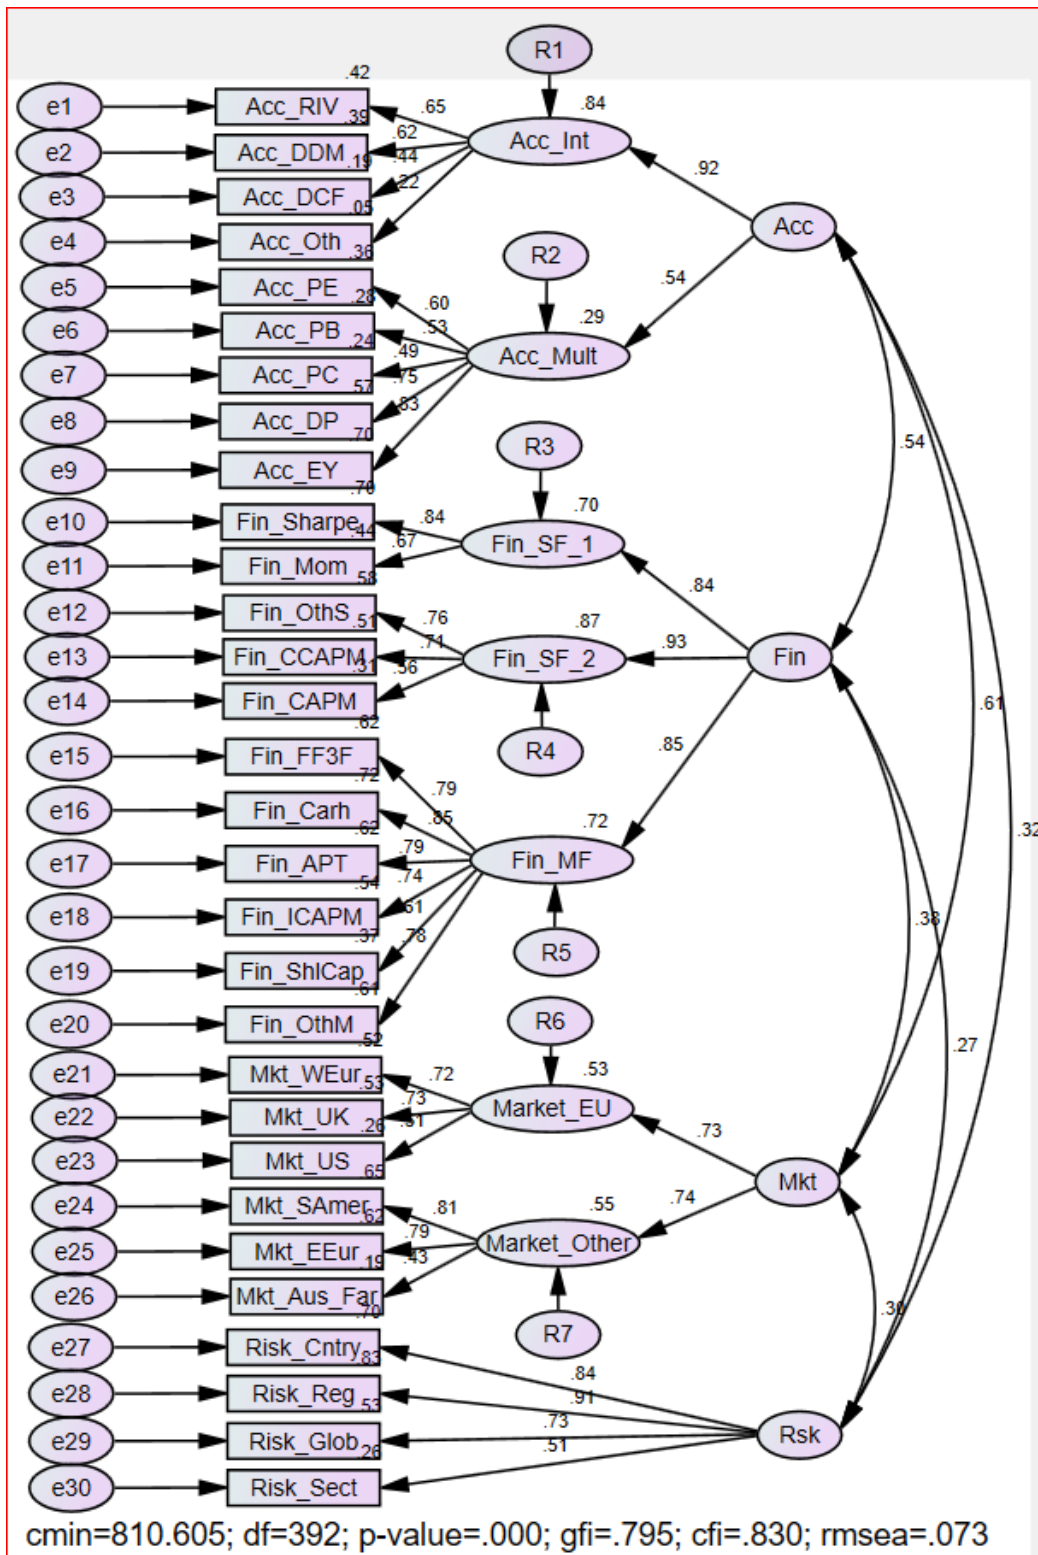 R1
.42
e1 Acc_RIV .65 .84
.39
e2 Acc_DDM .62 Acc_Int
.19 .44 .92
e3 Acc_DCF .22
.05 Acc
e4 Acc_Oth
.36 R2
e5 Acc_PE .54
.28 .60 .29
e6 Acc_PB .53
.24 .49 Acc_Mult
e7 Acc_PC .75
.57 .83
e8 Acc_DP
.70 R3 .54
e9 Acc_EY
.70 .70
e10 Fin_Sharpe .84
.44 .67 Fin_SF_1
e11 Fin_Mom
.58 .84
e12 Fin_OthS .76 .87
.51 .71 .93
e13 Fin_CCAPM Fin_SF_2 Fin
.31 .56
e14 Fin_CAPM .61
.62 R4
e15 Fin_FF3F .85
.72 .79
e16 Fin_Carh .85 .72 .32
.62 .79
e17 Fin_APT Fin_MF
.54 .74
e18 Fin_ICAPM .61 .38
.37 .78
e19 Fin_ShlCap R5
.61
e20 Fin_OthM R6
.52 .27
e21 Mkt_WEur .72 .53
.53 .73
e22 Mkt_UK Market_EU
.26 .51 .73
e23 Mkt_US
.65 Mkt
e24 Mkt_SAmer .81 .55 .74
.62 .79
e25 Mkt_EEur .43 Market_Other
.19
e26 Mkt_Aus_Far
.70 R7 .30
e27 Risk_Cntry
.83 .84
e28 Risk_Reg .91
.53 .73
e29 Risk_Glob Rsk
.26 .51
e30 Risk_Sect
cmin=810.605; df=392; p-value=.000; gfi=.795; cfi=.830; rmsea=.073